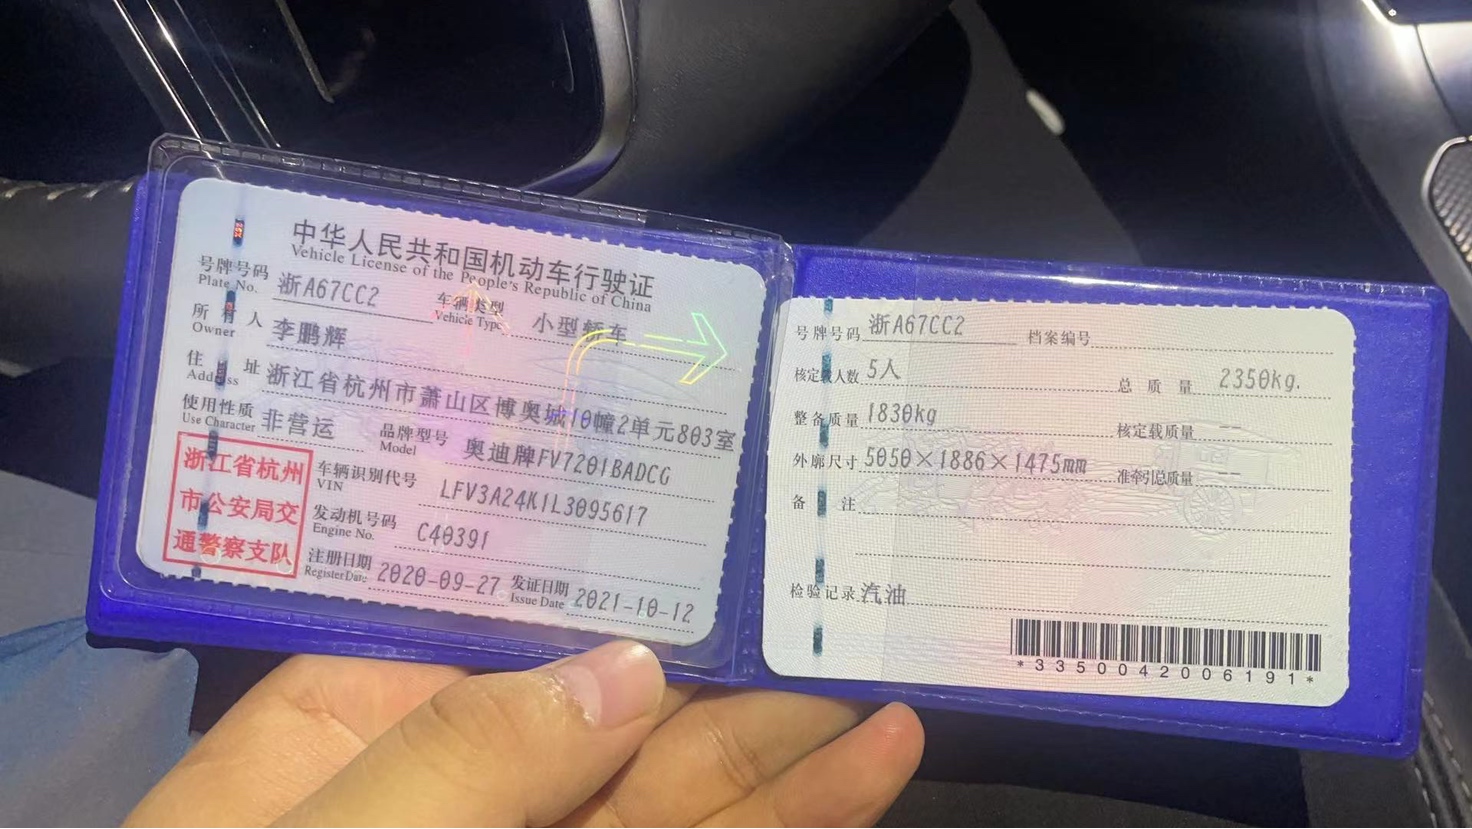 中华人民共和国机动车行驶证
Vehicle License of the People's Republic of China
号牌号码 浙A67CC2 车辆类型 小型轿车
Plate No. Vehicle Type
所有人 李鹏辉
Owner
住址 浙江省杭州市萧山区博奥城10幢2单元803室
Address
使用性质 非营运 品牌型号 奥迪牌FV7201BADCG
Use Character Model
浙江省杭州
市公安局交
通警察支队
车辆识别代号 LFV3A24K1L3095617
VIN
发动机号码 C40391
Engine No.
注册日期 2020-09-27 发证日期 2021-10-12
Register Date Issue Date
号牌号码 浙A67CC2 档案编号
核定载人数 5人 总质量 2350kg.
整备质量 1830kg 核定载质量 --
外廓尺寸 5050×1886×1475mm 准牵引总质量 --
备注
检验记录 汽油
*3350042006191*